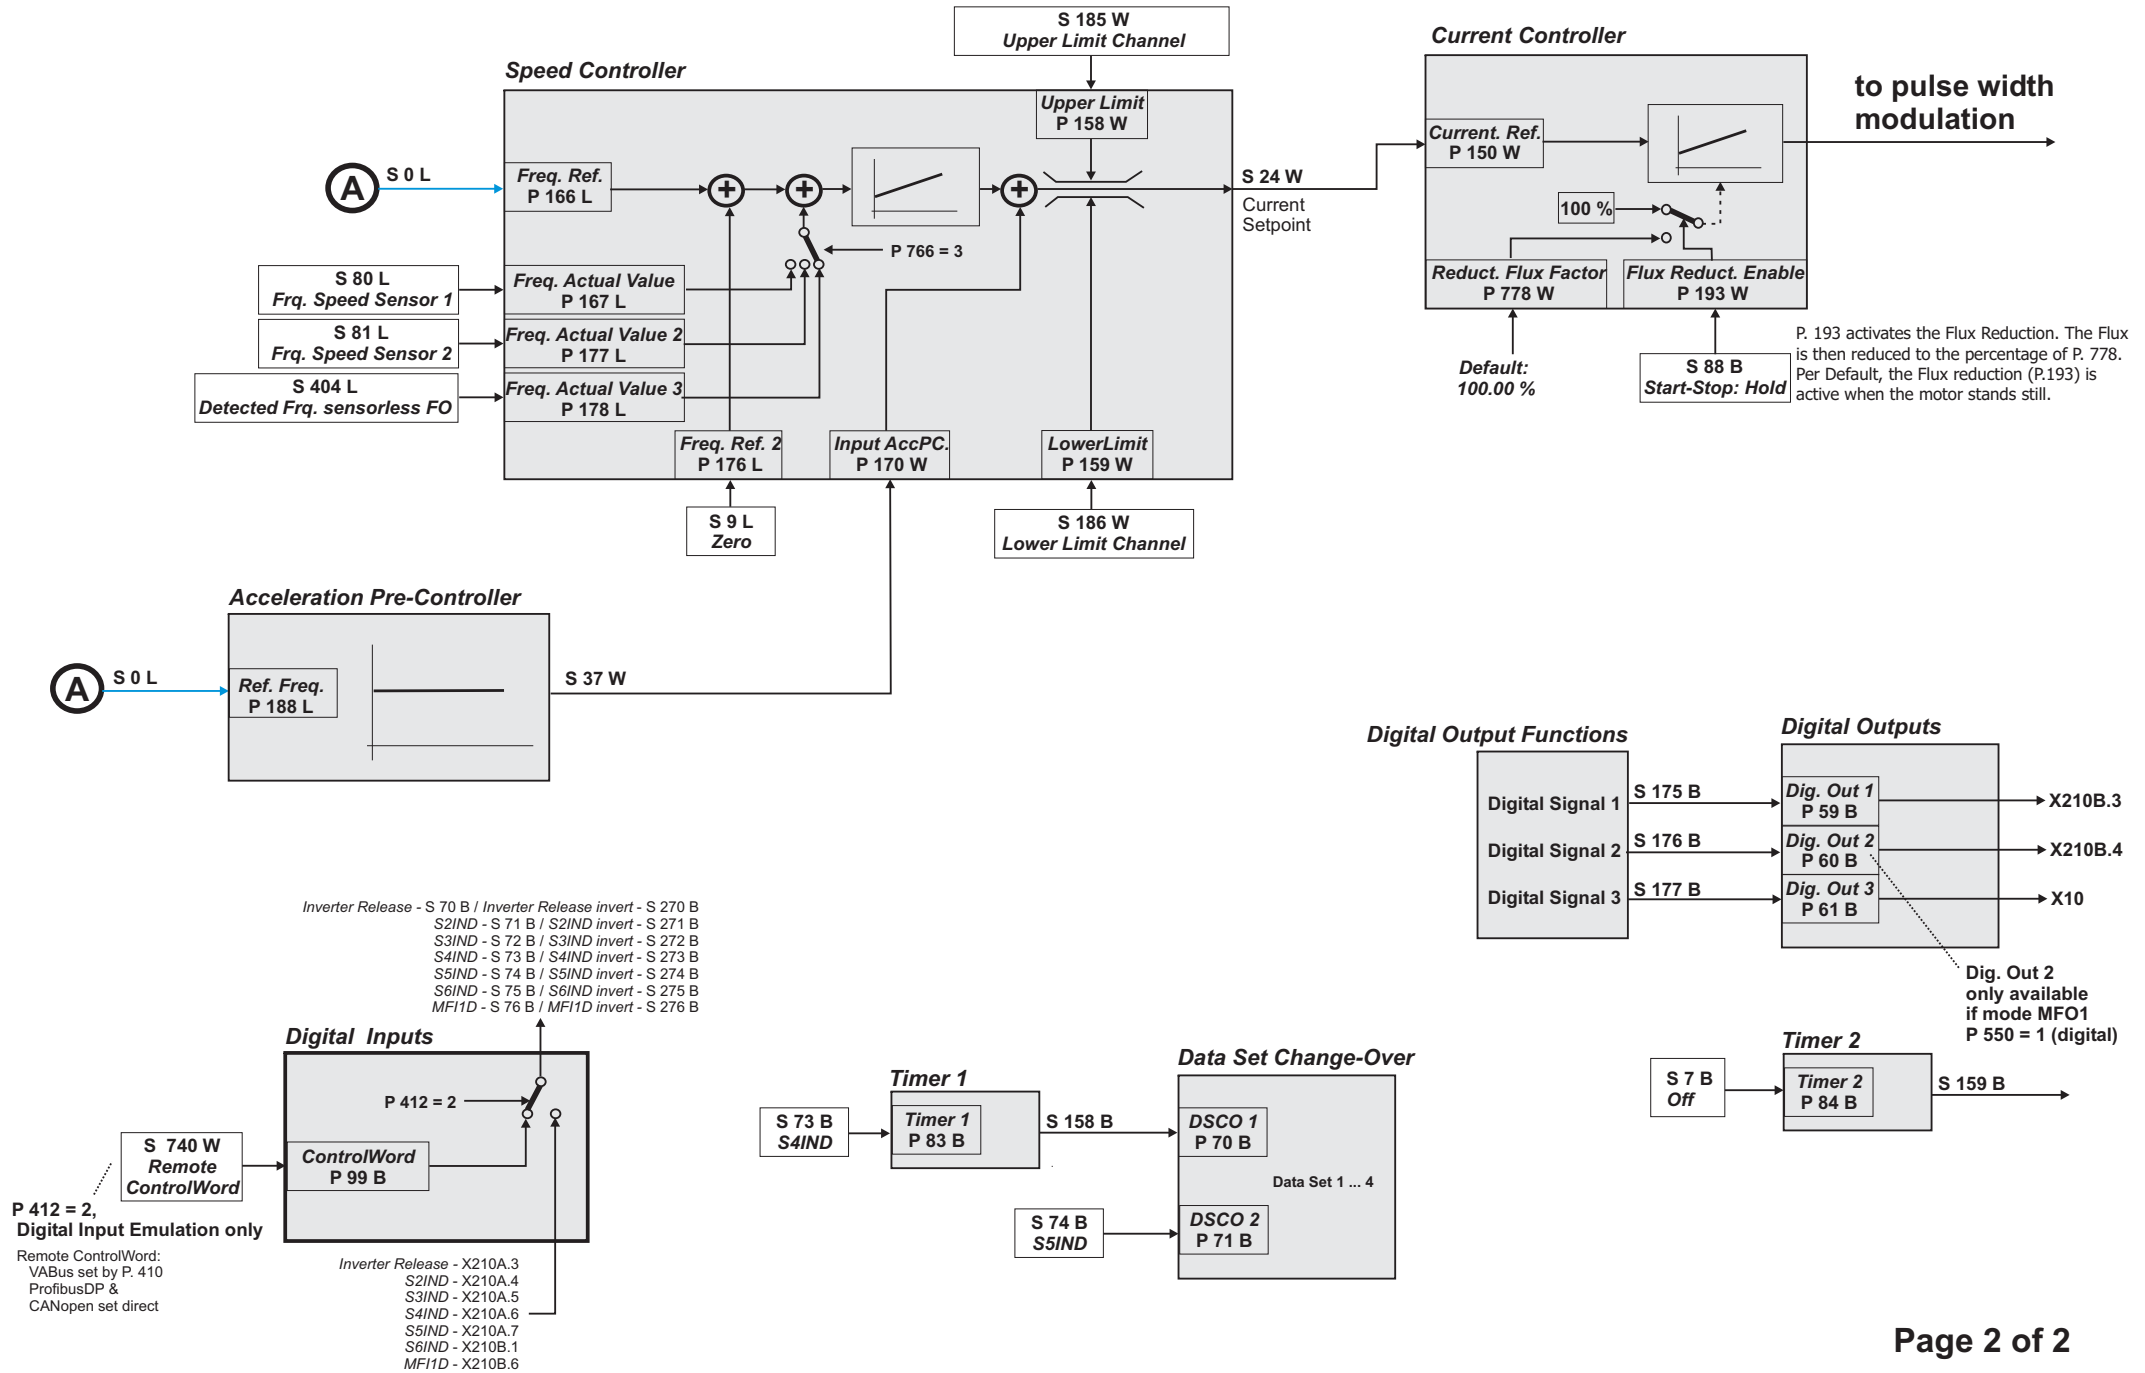 S 185 W
Upper Limit Channel
Speed Controller
Upper Limit
P 158 W
A
S 0 L
Freq. Ref.
P 166 L
+
+
+
P 766 = 3
S 80 L
Frq. Speed Sensor 1
Freq. Actual Value
P 167 L
S 81 L
Frq. Speed Sensor 2
Freq. Actual Value 2
P 177 L
S 404 L
Detected Frq. sensorless FO
Freq. Actual Value 3
P 178 L
Freq. Ref. 2
P 176 L
Input AccPC.
P 170 W
LowerLimit
P 159 W
S 9 L
Zero
S 186 W
Lower Limit Channel
S 24 W
Current
Setpoint
Current Controller
Current. Ref.
P 150 W
100 %
Reduct. Flux Factor
P 778 W
Flux Reduct. Enable
P 193 W
Default:
100.00 %
S 88 B
Start-Stop: Hold
to pulse width
modulation
P. 193 activates the Flux Reduction. The Flux
is then reduced to the percentage of P. 778.
Per Default, the Flux reduction (P.193) is
active when the motor stands still.
Acceleration Pre-Controller
A
S 0 L
Ref. Freq.
P 188 L
S 37 W
Digital Output Functions
Digital Signal 1
Digital Signal 2
Digital Signal 3
S 175 B
S 176 B
S 177 B
Digital Outputs
Dig. Out 1
P 59 B
Dig. Out 2
P 60 B
Dig. Out 3
P 61 B
X210B.3
X210B.4
X10
Dig. Out 2
only available
if mode MFO1
P 550 = 1 (digital)
Inverter Release - S 70 B / Inverter Release invert - S 270 B
S2IND - S 71 B / S2IND invert - S 271 B
S3IND - S 72 B / S3IND invert - S 272 B
S4IND - S 73 B / S4IND invert - S 273 B
S5IND - S 74 B / S5IND invert - S 274 B
S6IND - S 75 B / S6IND invert - S 275 B
MFI1D - S 76 B / MFI1D invert - S 276 B
Digital Inputs
P 412 = 2
S 740 W
Remote
ControlWord
ControlWord
P 99 B
P 412 = 2,
Digital Input Emulation only
Remote ControlWord:
VABus set by P. 410
ProfibusDP &
CANopen set direct
Inverter Release - X210A.3
S2IND - X210A.4
S3IND - X210A.5
S4IND - X210A.6
S5IND - X210A.7
S6IND - X210B.1
MFI1D - X210B.6
Timer 1
S 73 B
S4IND
Timer 1
P 83 B
S 158 B
Data Set Change-Over
DSCO 1
P 70 B
Data Set 1 ... 4
S 74 B
S5IND
DSCO 2
P 71 B
Timer 2
S 7 B
Off
Timer 2
P 84 B
S 159 B
Page 2 of 2